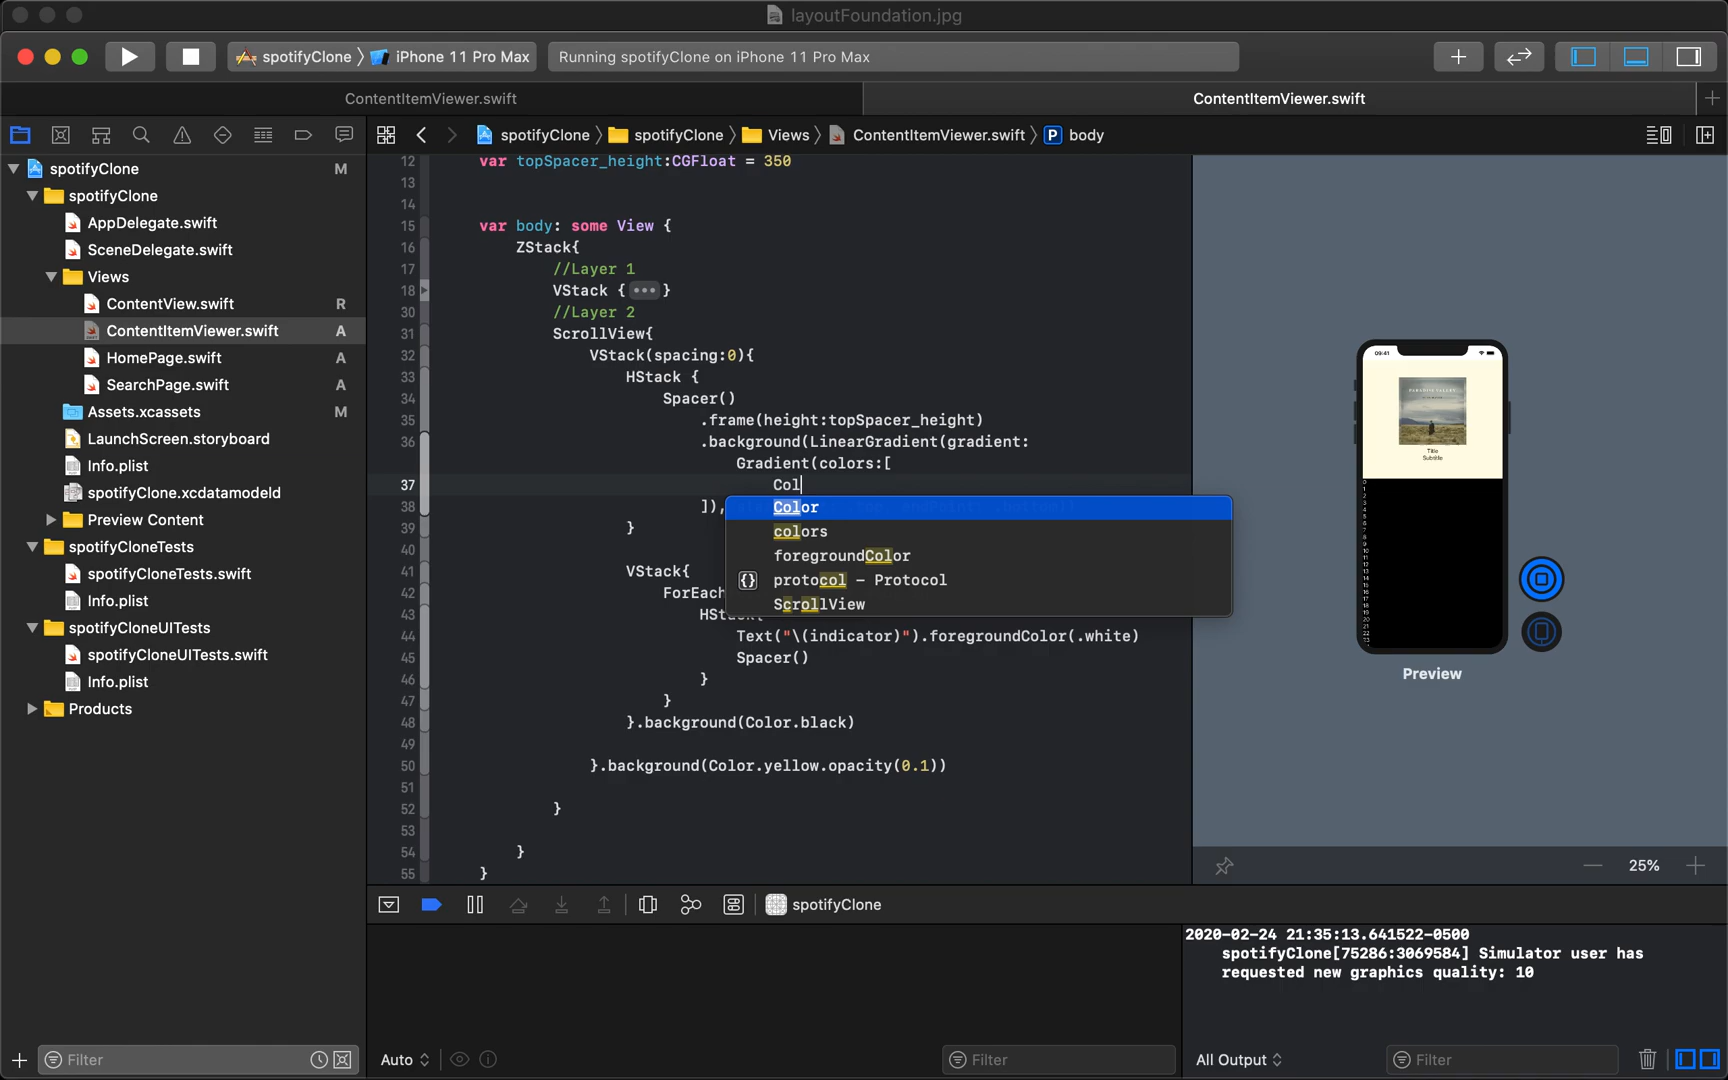 layoutFoundation.jpg
spotifyClone iPhone 11 Pro Max
Running spotifyClone on iPhone 11 Pro Max
ContentItemViewer.swift
ContentItemViewer.swift
spotifyClone spotifyClone Views ContentItemViewer.swift P body
spotifyClone M
spotifyClone
AppDelegate.swift
SceneDelegate.swift
Views
ContentView.swift R
ContentItemViewer.swift A
HomePage.swift A
SearchPage.swift A
Assets.xcassets M
LaunchScreen.storyboard
Info.plist
spotifyClone.xcdatamodeld
Preview Content
spotifyCloneTests
spotifyCloneTests.swift
Info.plist
spotifyCloneUITests
spotifyCloneUITests.swift
Info.plist
Products
Filter
12 var topSpacer_height:CGFloat = 350
13
14
15 var body: some View {
16 ZStack{
17 //Layer 1
18 VStack {•••}
30 //Layer 2
31 ScrollView{
32 VStack(spacing:0){
33 HStack {
34 Spacer()
35 .frame(height:topSpacer_height)
36 .background(LinearGradient(gradient:
Gradient(colors:[
37 Col
38 ]),
39 }
40
41 VStack{
42 ForEach
43 HStack{
44 Text("\(indicator)").foregroundColor(.white)
45 Spacer()
46 }
47 }
48 }.background(Color.black)
49
50 }.background(Color.yellow.opacity(0.1))
51
52 }
53
54 }
55 }
Color
colors
foregroundColor
{} protocol – Protocol
ScrollView
09:41
PARADISE VALLEY
Title
Subtitle
Preview
25%
spotifyClone
2020-02-24 21:35:13.641522-0500
spotifyClone[75286:3069584] Simulator user has
requested new graphics quality: 10
Auto
Filter
All Output
Filter